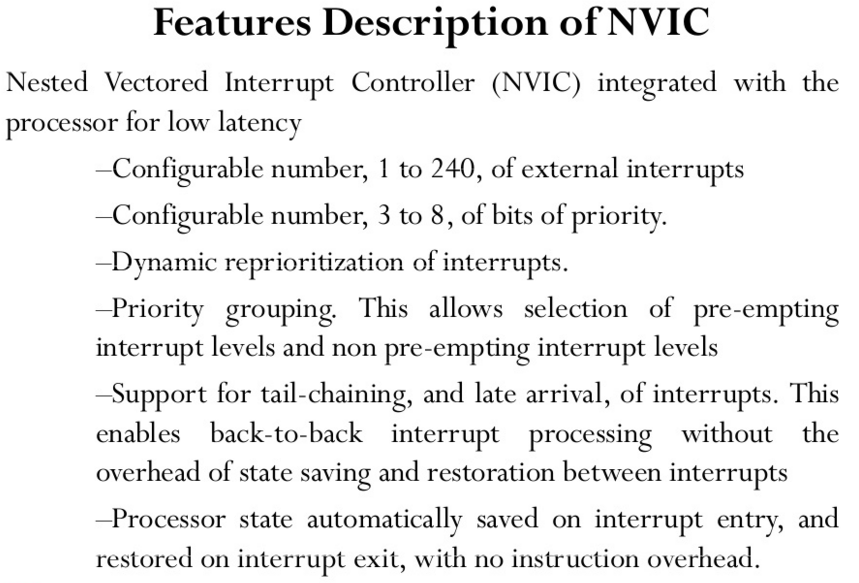 Features Description of NVIC
Nested Vectored Interrupt Controller (NVIC) integrated with the
processor for low latency
–Configurable number, 1 to 240, of external interrupts
–Configurable number, 3 to 8, of bits of priority.
–Dynamic reprioritization of interrupts.
–Priority grouping. This allows selection of pre-empting
interrupt levels and non pre-empting interrupt levels
–Support for tail-chaining, and late arrival, of interrupts. This
enables back-to-back interrupt processing without the
overhead of state saving and restoration between interrupts
–Processor state automatically saved on interrupt entry, and
restored on interrupt exit, with no instruction overhead.